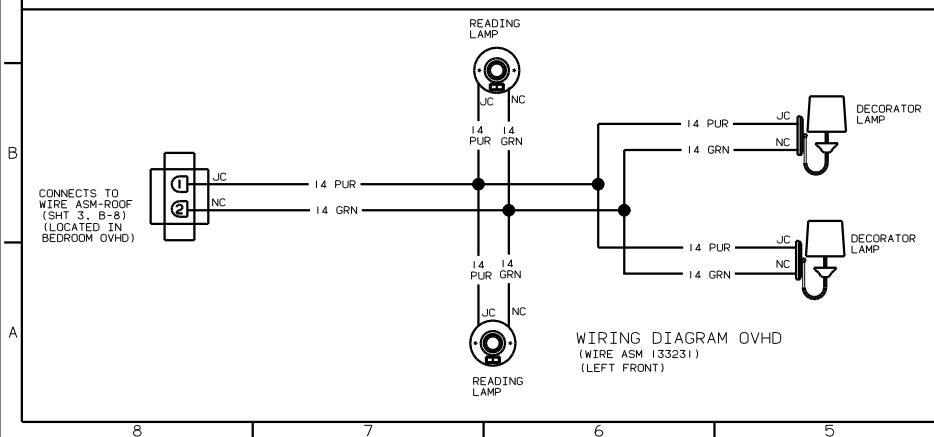 READING
LAMP
JC
NC
14
PUR
14
GRN
14 PUR
JC
DECORATOR
LAMP
14 GRN
NC
B
1
JC
14 PUR
2
NC
14 GRN
CONNECTS TO
WIRE ASM-ROOF
(SHT 3, B-8)
(LOCATED IN
BEDROOM OVHD)
14
PUR
14
GRN
14 PUR
JC
DECORATOR
LAMP
14 GRN
NC
JC
NC
A
READING
LAMP
WIRING DIAGRAM OVHD
(WIRE ASM 133231)
(LEFT FRONT)
8
7
6
5